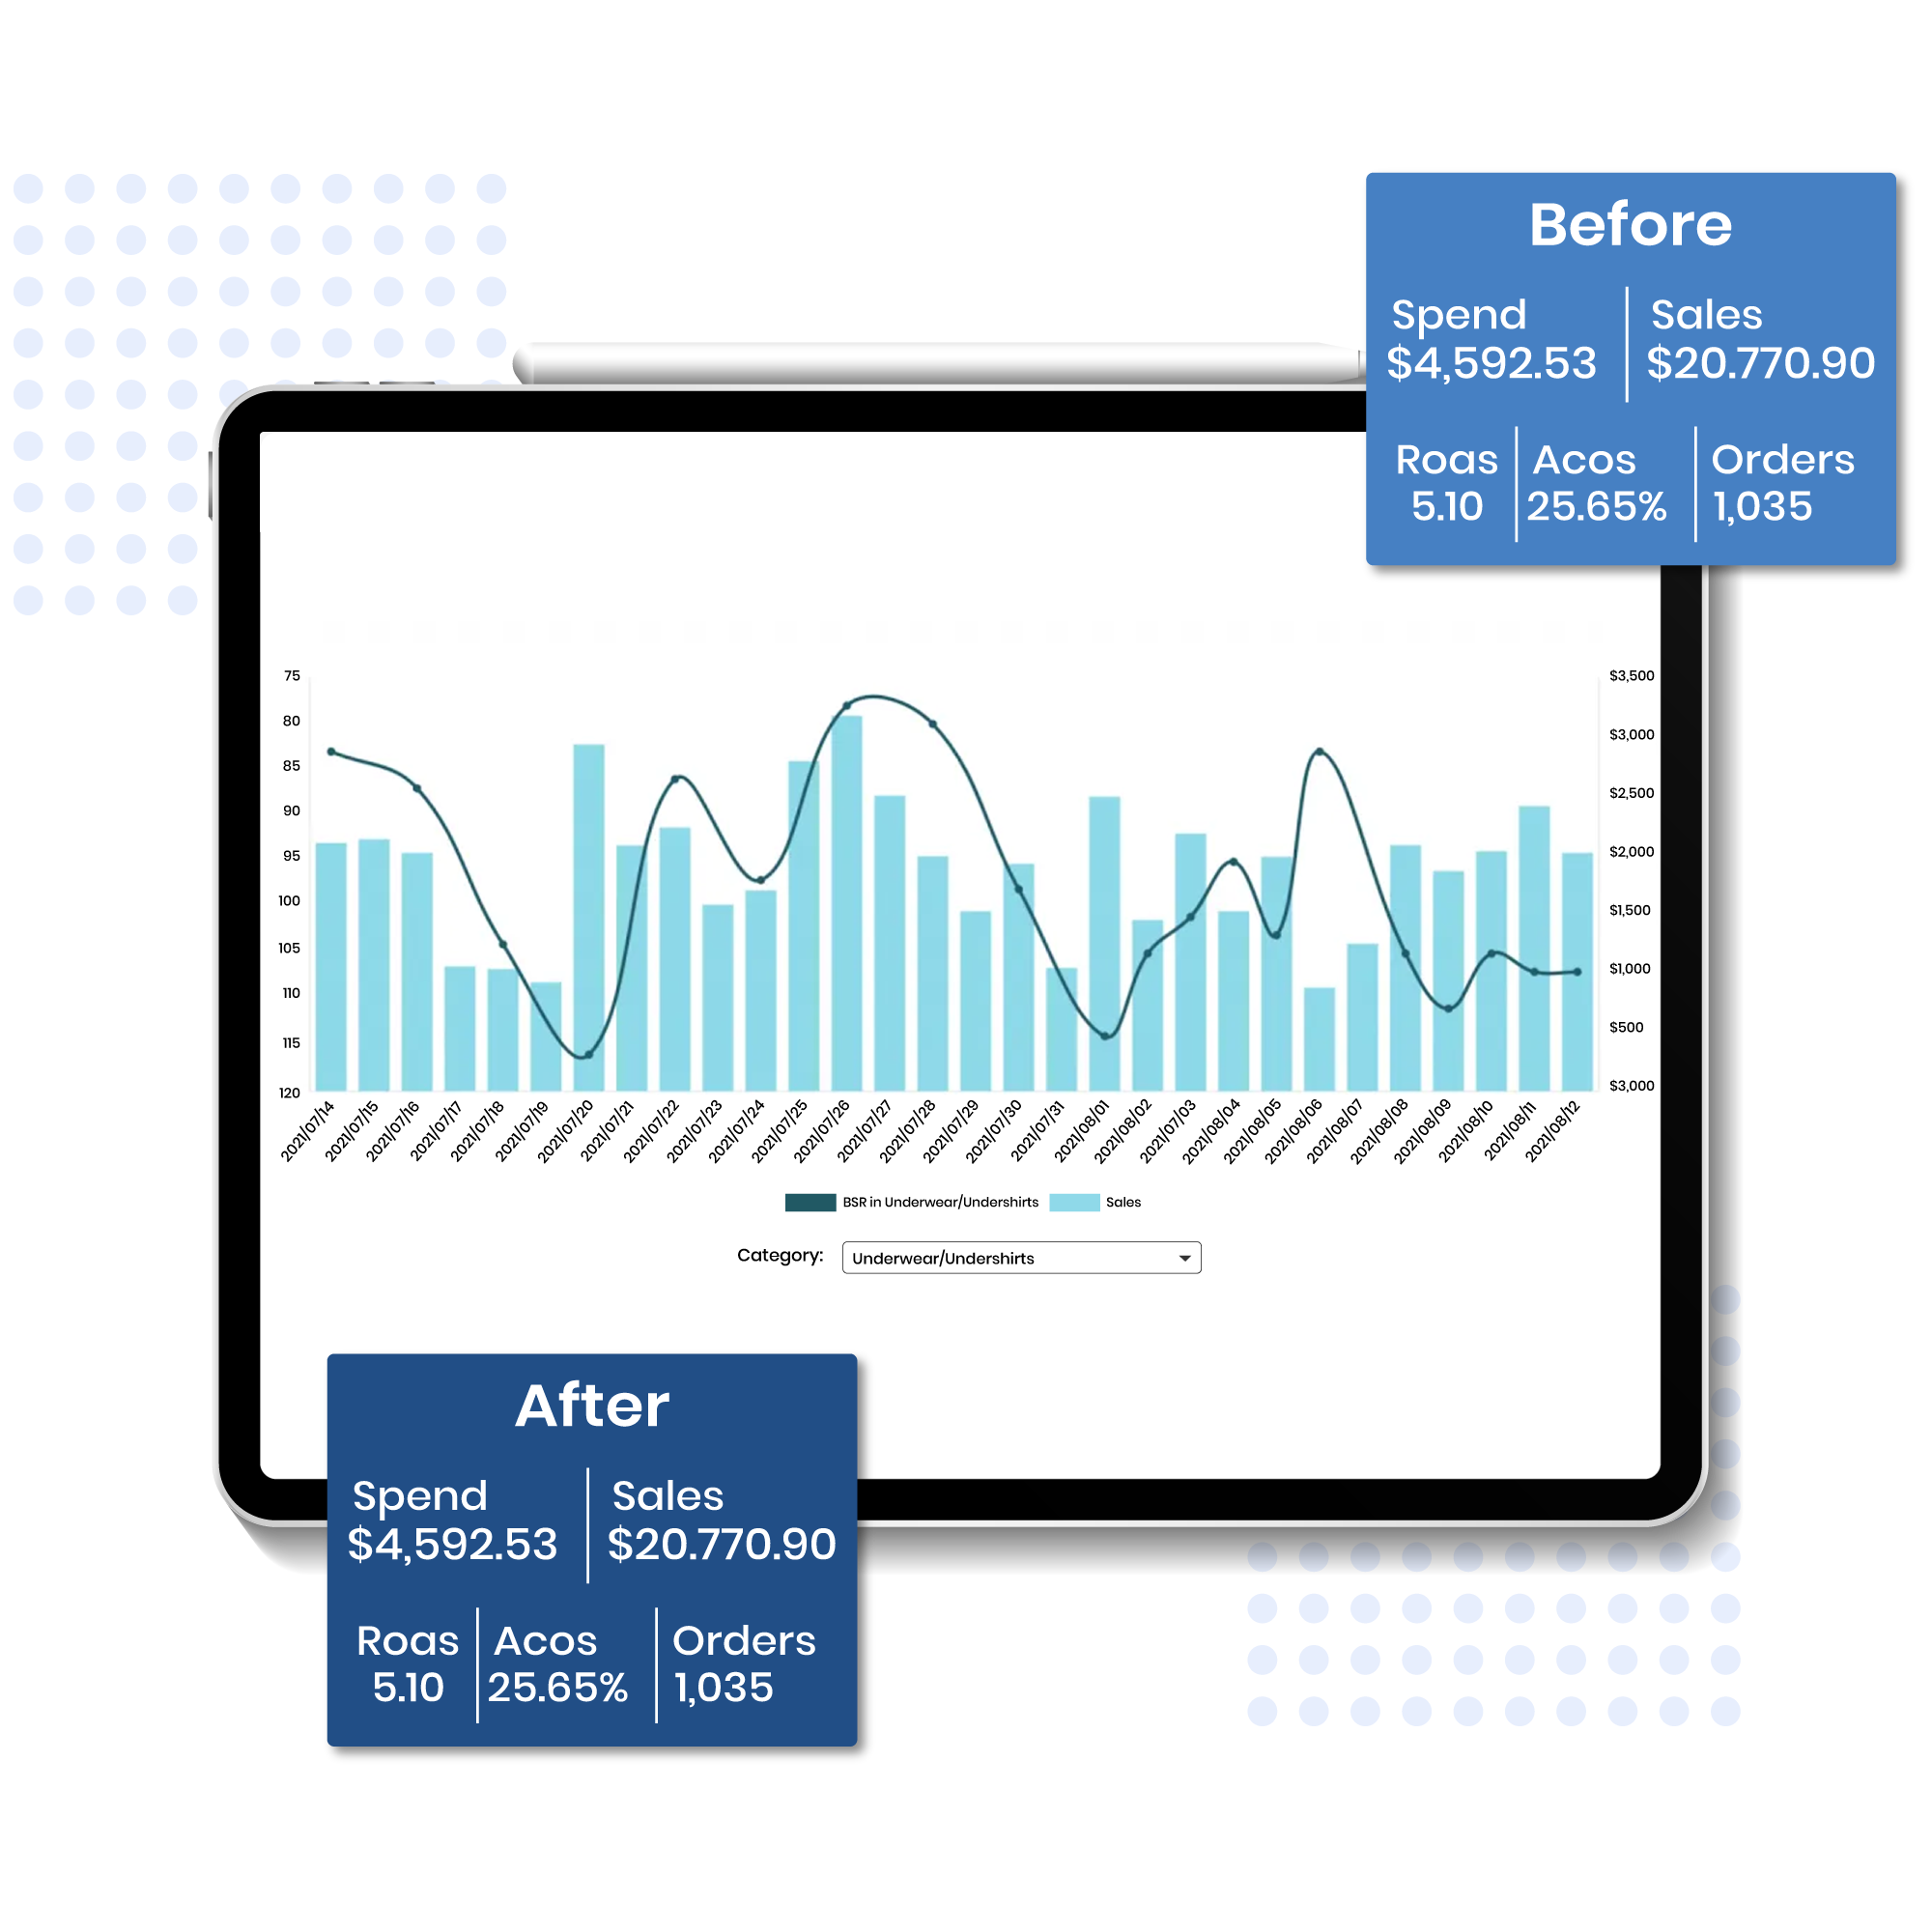 Before
Spend Sales
$4,592.53 $20.770.90
Roas Acos Orders
5.10 25.65% 1,035
75 $3,500
80 $3,000
85 $2,500
90
95 $2,000
100 $1,500
105 $1,000
110
115 $500
120 $3,000
2021/07/14 2021/07/15 2021/07/16 2021/07/17 2021/07/18 2021/07/19 2021/07/20 2021/07/21 2021/07/22 2021/07/23 2021/07/24 2021/07/25 2021/07/26 2021/07/27 2021/07/28 2021/07/29 2021/07/30 2021/07/31 2021/08/01 2021/08/02 2021/07/03 2021/08/04 2021/08/05 2021/08/06 2021/08/07 2021/08/08 2021/08/09 2021/08/10 2021/08/11 2021/08/12
BSR in Underwear/Undershirts Sales
Category: Underwear/Undershirts
After
Spend Sales
$4,592.53 $20.770.90
Roas Acos Orders
5.10 25.65% 1,035